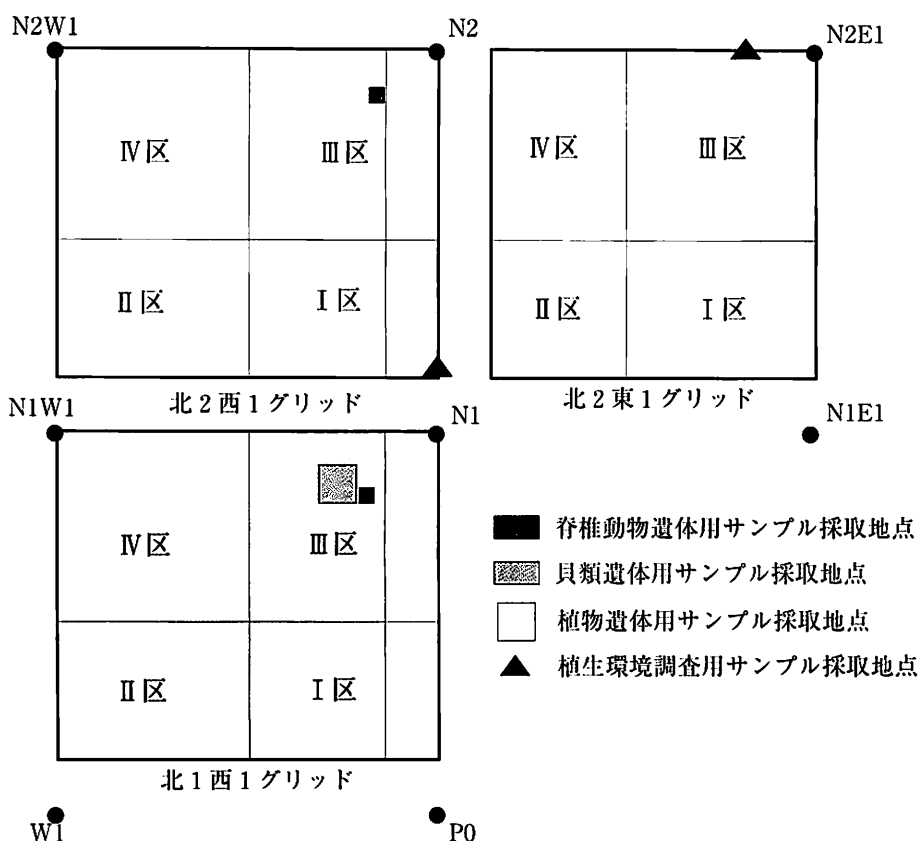 N2W1
N2
N2E1
Ⅳ区
Ⅲ区
Ⅳ区
Ⅲ区
Ⅱ区
Ⅰ区
Ⅱ区
Ⅰ区
北2西1グリッド
北2東1グリッド
N1W1
N1
N1E1
Ⅳ区
Ⅲ区
Ⅱ区
Ⅰ区
北1西1グリッド
脊椎動物遺体用サンプル採取地点
貝類遺体用サンプル採取地点
植物遺体用サンプル採取地点
植生環境調査用サンプル採取地点
W1
P0